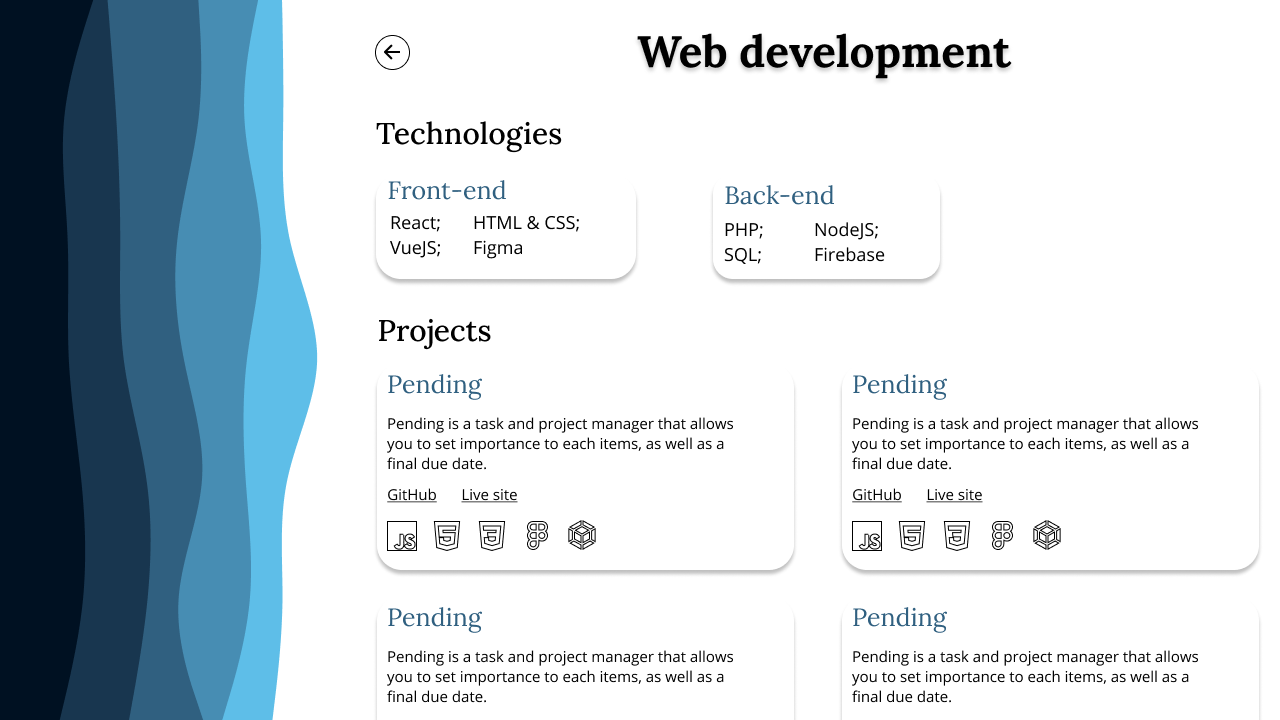 Web development
Technologies
Front-end
React; HTML & CSS;
VueJS; Figma
Back-end
PHP; NodeJS;
SQL; Firebase
Projects
Pending
Pending is a task and project manager that allows
you to set importance to each items, as well as a
final due date.
GitHub Live site
JS
Pending
Pending is a task and project manager that allows
you to set importance to each items, as well as a
final due date.
GitHub Live site
JS
Pending
Pending is a task and project manager that allows
you to set importance to each items, as well as a
final due date.
Pending
Pending is a task and project manager that allows
you to set importance to each items, as well as a
final due date.